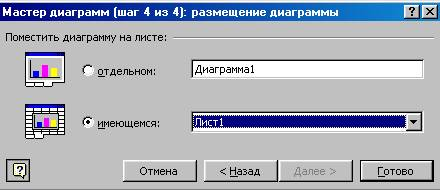 Мастер диаграмм (шаг 4 из 4): размещение диаграммы
Поместить диаграмму на листе:
отдельном: Диаграмма1
имеющемся: Лист1
Отмена < Назад Далее > Готово